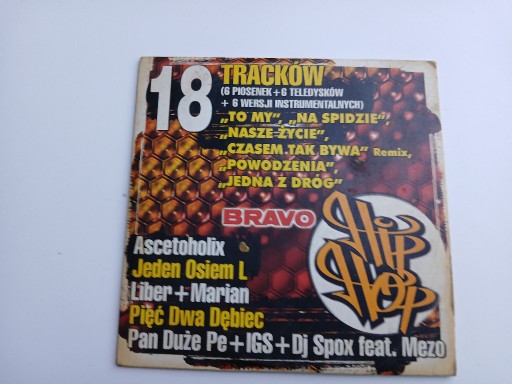 18 TRACKÓW
(6 PIOSENEK+6 TELEDYSKÓW
+ 6 WERSJI INSTRUMENTALNYCH)
„TO MY”, „NA SPIDZIE”,
„NASZE ŻYCIE”,
„CZASEM TAK BYWA” Remix,
„POWODZENIA”,
„JEDNA Z DRÓG”
BRAVO
HIP
HOP
Ascetoholix
Jeden Osiem L
Liber+Marian
Pięć Dwa Dębiec
Pan Duże Pe+IGS+Dj Spox feat. Mezo